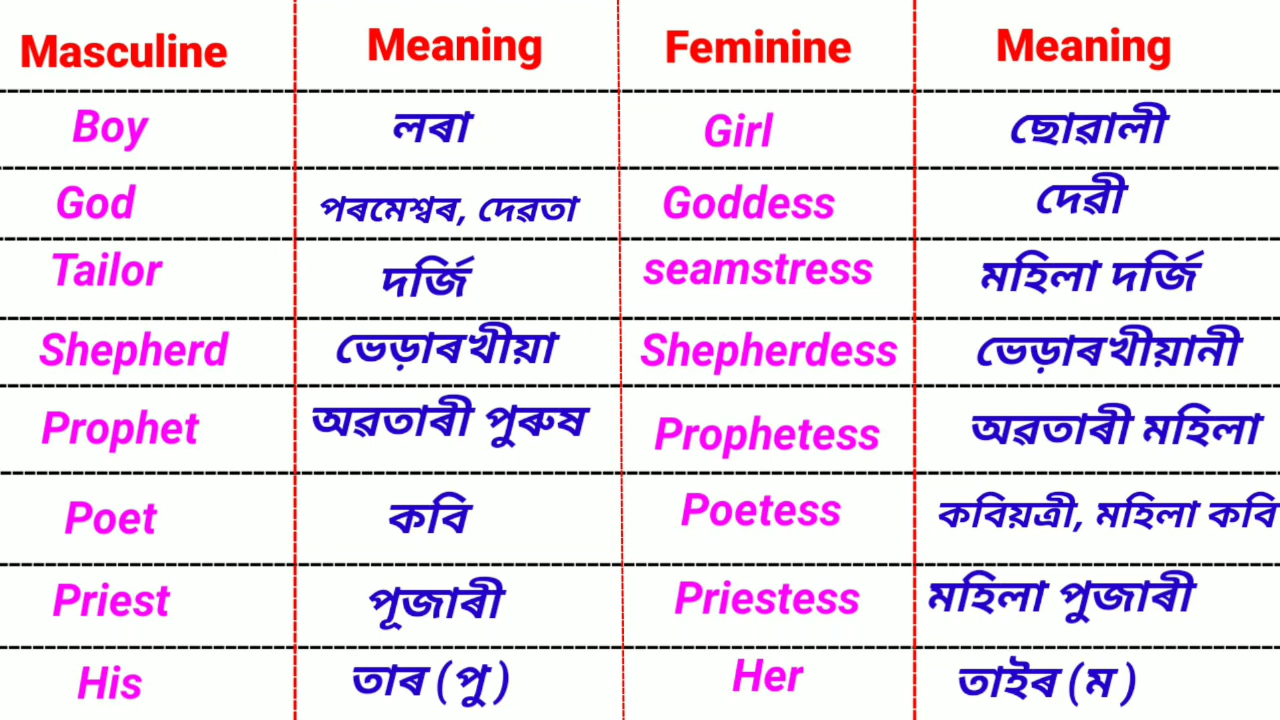 Masculine Meaning Feminine Meaning
Boy লৰা Girl ছোৱালী
God পৰমেশ্বৰ, দেৱতা Goddess দেৱী
Tailor দৰ্জি seamstress মহিলা দৰ্জি
Shepherd ভেড়াৰখীয়া Shepherdess ভেড়াৰখীয়ানী
Prophet অৱতাৰী পুৰুষ Prophetess অৱতাৰী মহিলা
Poet কবি Poetess কবিয়ত্ৰী, মহিলা কবি
Priest পূজাৰী Priestess মহিলা পুজাৰী
His তাৰ (পু ) Her তাইৰ (ম )